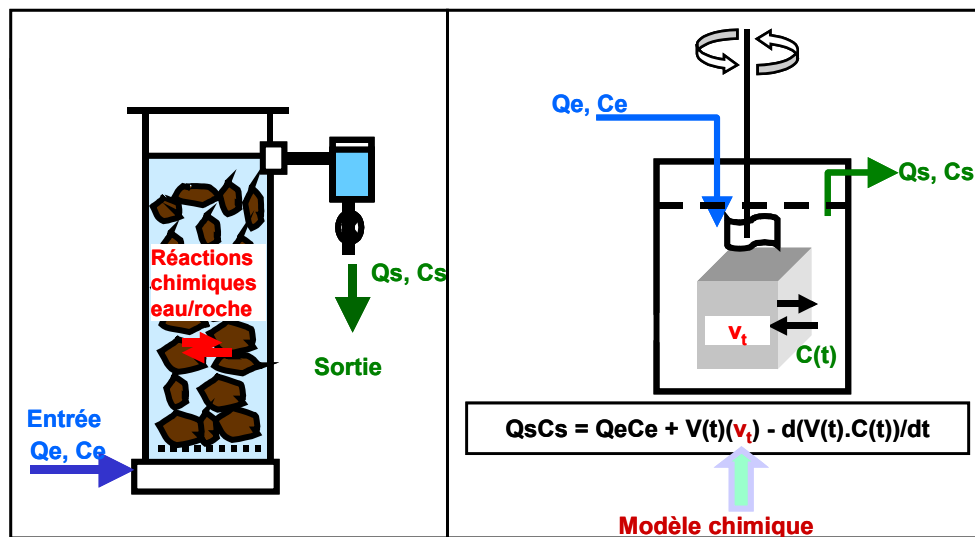 Réactions
chimiques
eau/roche
Qs, Cs
Sortie
Entrée
Qe, Ce
Qe, Ce
Qs, Cs
vt
C(t)
QsCs = QeCe + V(t)(vt) - d(V(t).C(t))/dt
Modèle chimique